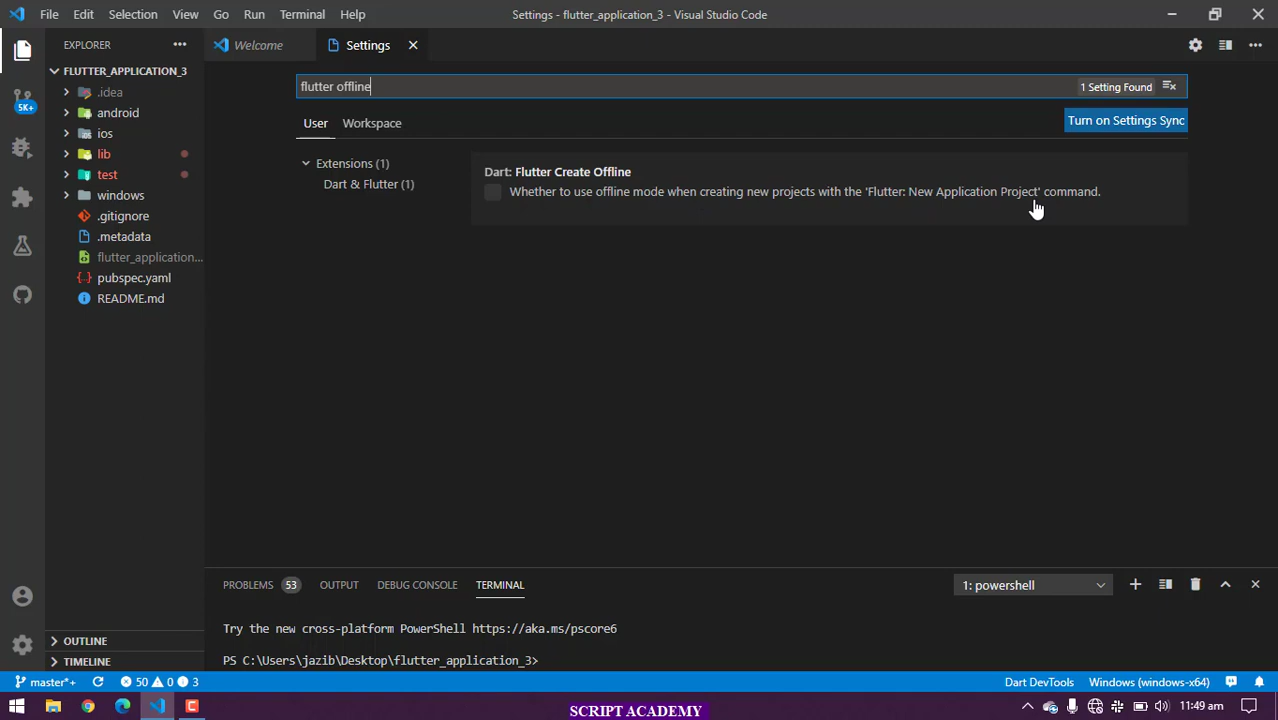 File Edit Selection View Go Run Terminal Help
Settings - flutter_application_3 - Visual Studio Code
EXPLORER
Welcome
Settings
FLUTTER_APPLICATION_3
.idea
android
ios
lib
test
windows
.gitignore
.metadata
flutter_application...
pubspec.yaml
README.md
OUTLINE
TIMELINE
5K+
flutter offline
1 Setting Found
User Workspace
Turn on Settings Sync
Extensions (1)
Dart & Flutter (1)
Dart: Flutter Create Offline
Whether to use offline mode when creating new projects with the 'Flutter: New Application Project' command.
PROBLEMS 53 OUTPUT DEBUG CONSOLE TERMINAL
1: powershell
Try the new cross-platform PowerShell https://aka.ms/pscore6
PS C:\Users\jazib\Desktop\flutter_application_3>
master*+ 50 0 3
Dart DevTools Windows (windows-x64)
SCRIPT ACADEMY
11:49 am